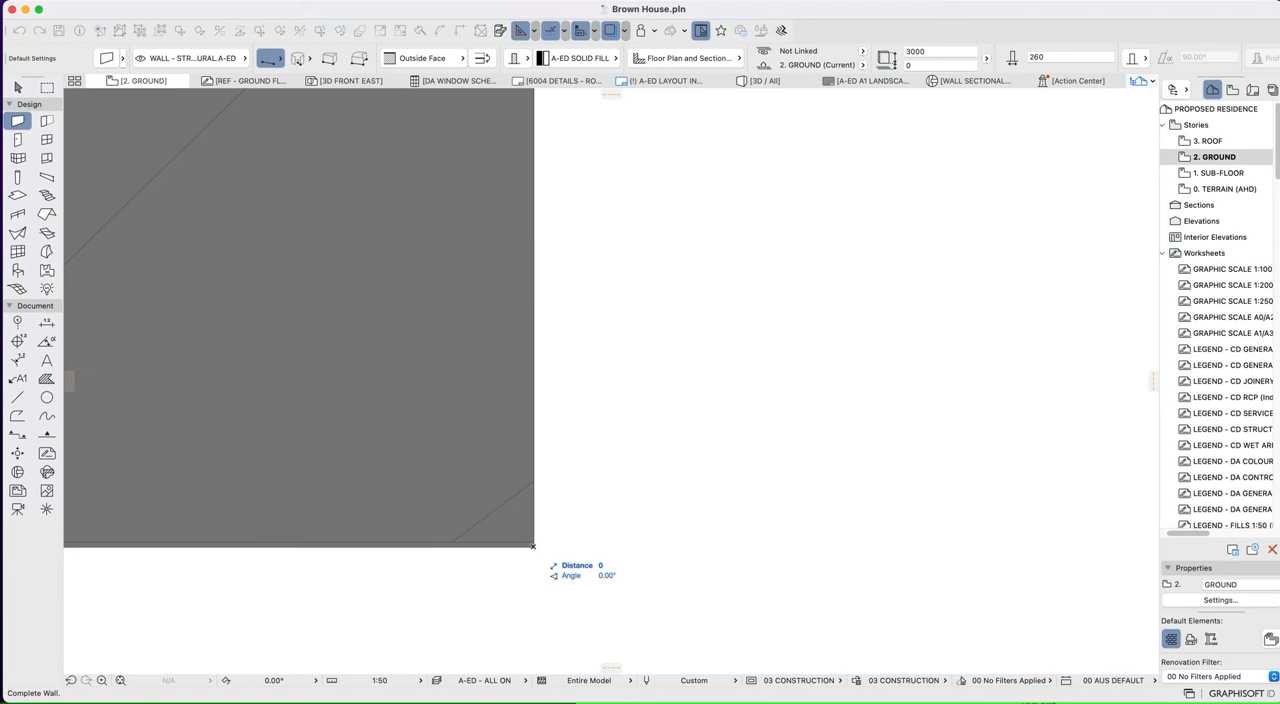 Brown House.pln
Default Settings
WALL - STR...URALA-ED
Outside Face
A-ED SOLID FILL
Floor Plan and Section...
Not Linked
2. GROUND (Current)
3000
0
260
90.00°
Prof
[2. GROUND]
[REF - GROUND FL...
[3D FRONT EAST]
[DA WINDOW SCHE...
[6004 DETAILS - RO...
(!) A-ED LAYOUT IN...
[3D / All]
[A-ED A1 LANDSCA...
[WALL SECTIONAL...
[Action Center]
Design
PROPOSED RESIDENCE
Stories
3. ROOF
2. GROUND
1. SUB-FLOOR
0. TERRAIN (AHD)
Sections
Elevations
Interior Elevations
Worksheets
GRAPHIC SCALE 1:100
GRAPHIC SCALE 1:200
GRAPHIC SCALE 1:250
GRAPHIC SCALE A0/A2
GRAPHIC SCALE A1/A3
LEGEND - CD GENERA
LEGEND - CD GENERA
LEGEND - CD JOINERY
LEGEND - CD RCP (Ind
LEGEND - CD SERVICE
LEGEND - CD STRUCT
LEGEND - CD WET AR
LEGEND - DA COLOUR
LEGEND - DA CONTRO
LEGEND - DA GENERA
LEGEND - DA GENERA
LEGEND - FILLS 1:50 (
Document
A1
Distance 0
Angle 0.00°
Properties
2. GROUND
Settings...
Default Elements:
Renovation Filter:
00 No Filters Applied
N/A
0.00°
1:50
A-ED - ALL ON
Entire Model
Custom
03 CONSTRUCTION
03 CONSTRUCTION
00 No Filters Applied
00 AUS DEFAULT
Complete Wall.
GRAPHISOFT ID